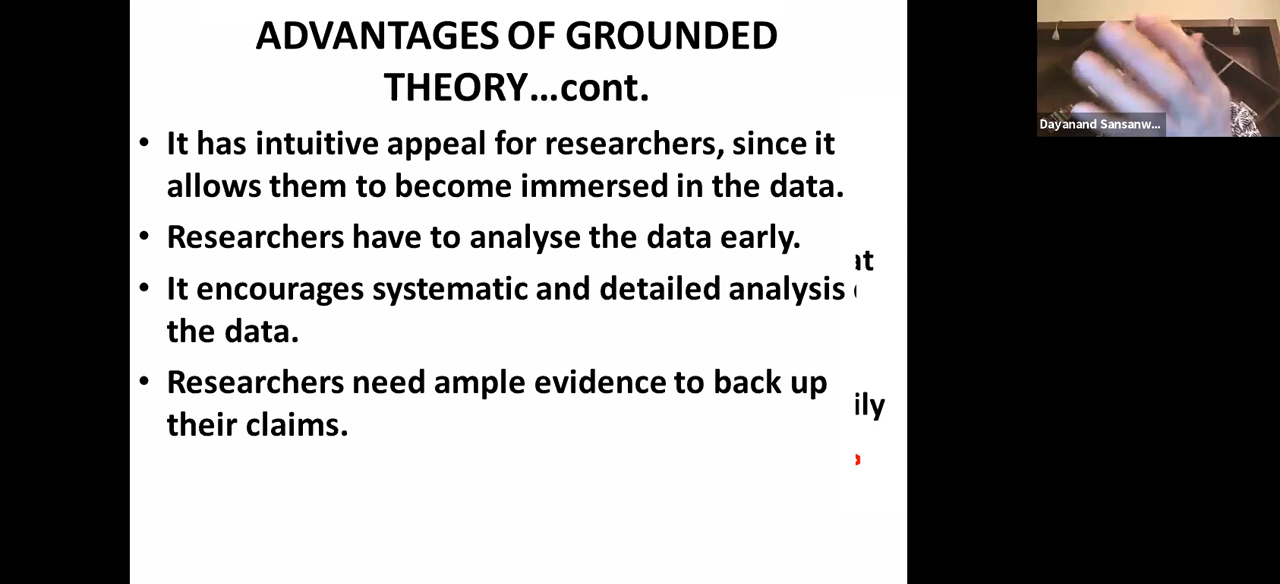 ADVANTAGES OF GROUNDED
THEORY...cont.
• It has intuitive appeal for researchers, since it
allows them to become immersed in the data.
• Researchers have to analyse the data early.
at
• It encourages systematic and detailed analysis
the data.
• Researchers need ample evidence to back up
ily
their claims.
Dayanand Sansanw...